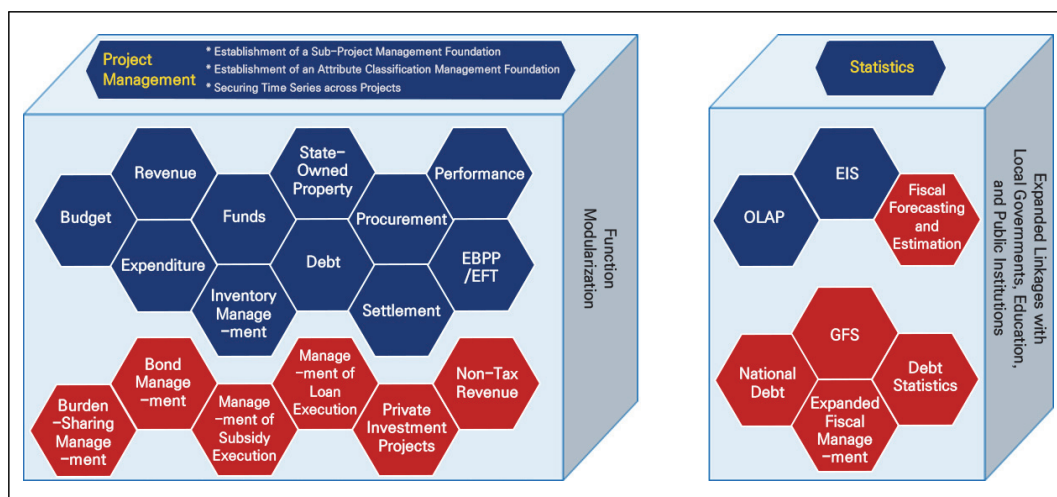 Project
Management
* Establishment of a Sub-Project Management Foundation
* Establishment of an Attribute Classification Management Foundation
* Securing Time Series across Projects
Budget
Revenue
Expenditure
Funds
Inventory
Manage
-ment
State-
Owned
Property
Debt
Procurement
Settlement
Performance
EBPP
/EFT
Burden
-Sharing
Manage
-ment
Bond
Manage
-ment
Manage
-ment of
Subsidy
Execution
Manage
-ment of
Loan
Execution
Private
Investment
Projects
Non-Tax
Revenue
Function
Modularization
Statistics
OLAP
EIS
Fiscal
Forecasting
and
Estimation
National
Debt
GFS
Expanded
Fiscal
Manage
-ment
Debt
Statistics
Expanded Linkages with
Local Governments, Education,
and Public Institutions